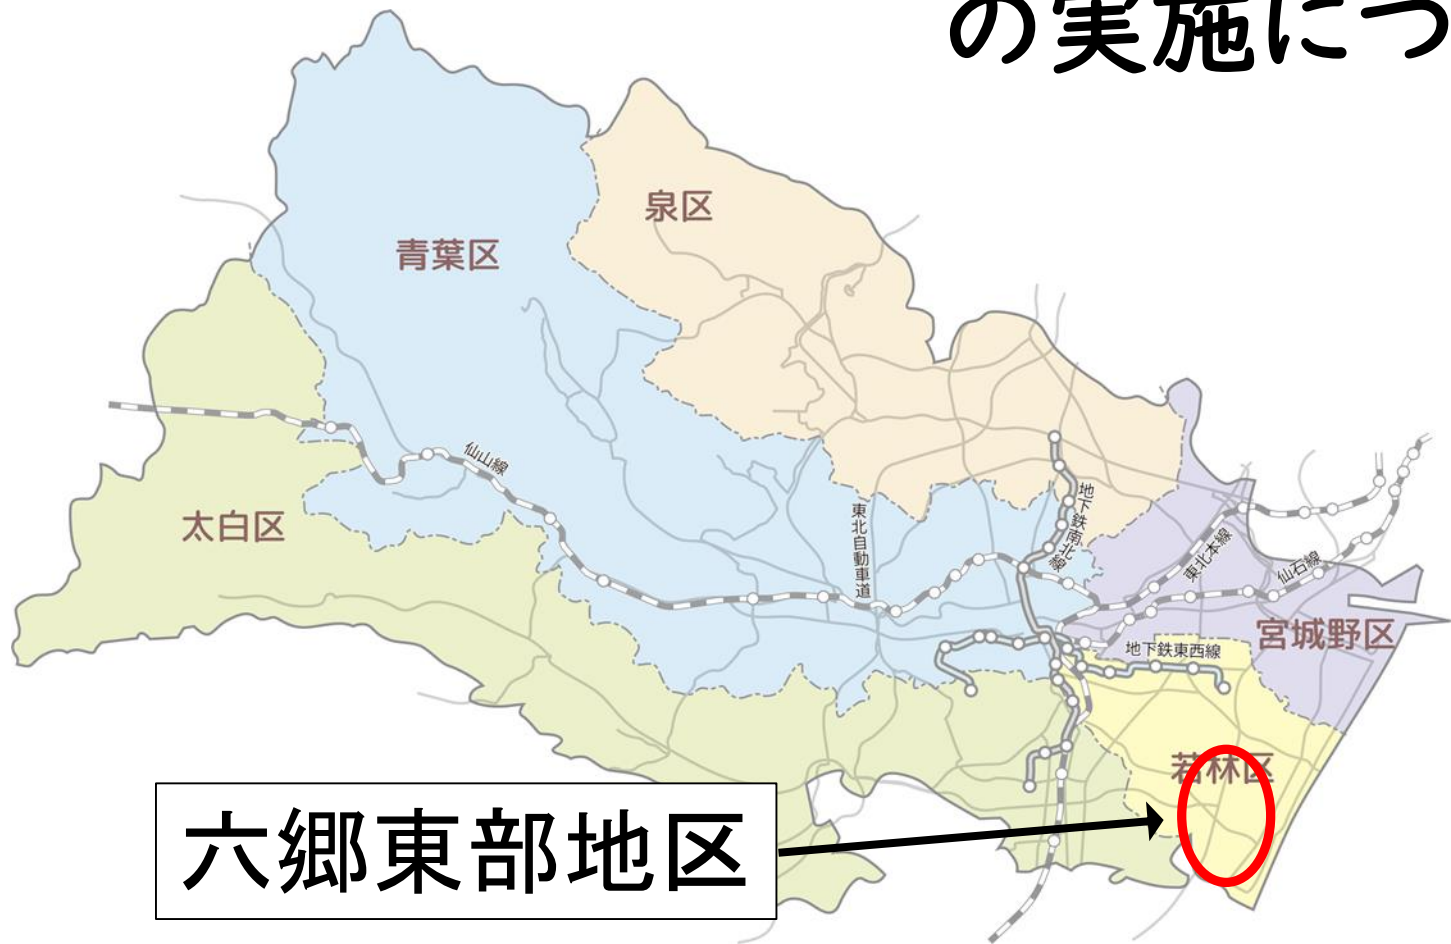 の実施につ
泉区
青葉区
仙山線
太白区
東北自動車道
地下鉄南北線
東北本線
仙石線
宮城野区
地下鉄東西線
若林区
六郷東部地区